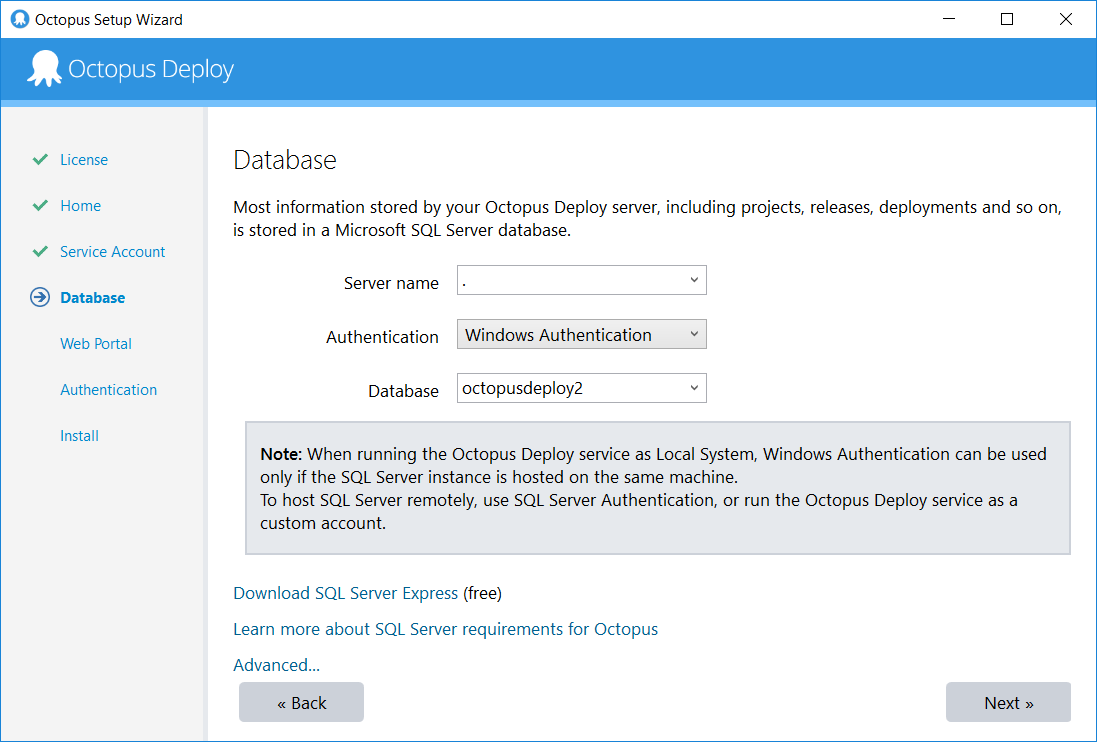 Octopus Setup Wizard
Octopus Deploy
License
Home
Service Account
Database
Web Portal
Authentication
Install
Database
Most information stored by your Octopus Deploy server, including projects, releases, deployments and so on,
is stored in a Microsoft SQL Server database.
Server name .
Authentication Windows Authentication
Database octopusdeploy2
Note: When running the Octopus Deploy service as Local System, Windows Authentication can be used
only if the SQL Server instance is hosted on the same machine.
To host SQL Server remotely, use SQL Server Authentication, or run the Octopus Deploy service as a
custom account.
Download SQL Server Express (free)
Learn more about SQL Server requirements for Octopus
Advanced...
« Back Next »